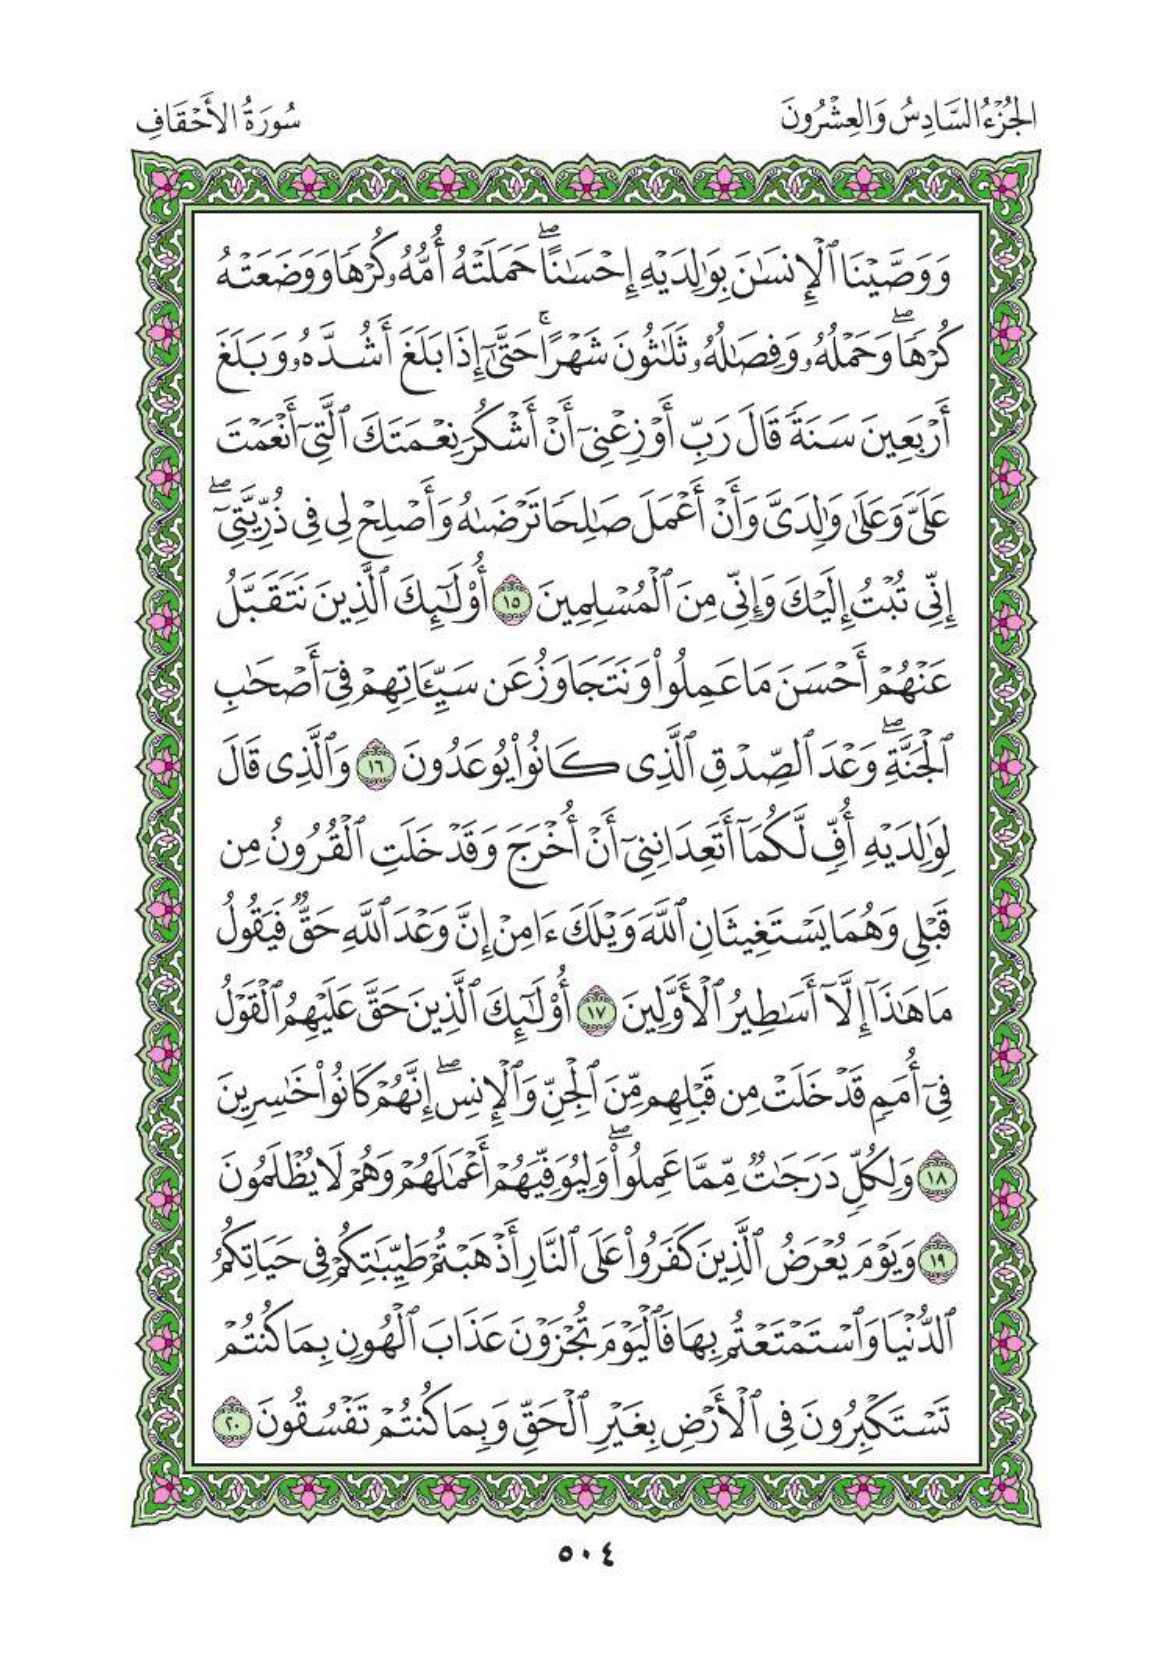 الجُزْءُ السَّادِسُ وَالعِشْرُونَ
سُورَةُ الأَحْقَافِ
وَوَصَّيْنَا ٱلْإِنسَٰنَ بِوَٰلِدَيْهِ إِحْسَٰنًاۖ حَمَلَتْهُ أُمُّهُۥ كُرْهًا وَوَضَعَتْهُ
كُرْهًاۖ وَحَمْلُهُۥ وَفِصَٰلُهُۥ ثَلَٰثُونَ شَهْرًاۚ حَتَّىٰٓ إِذَا بَلَغَ أَشُدَّهُۥ وَبَلَغَ
أَرْبَعِينَ سَنَةً قَالَ رَبِّ أَوْزِعْنِىٓ أَنْ أَشْكُرَ نِعْمَتَكَ ٱلَّتِىٓ أَنْعَمْتَ
عَلَىَّ وَعَلَىٰ وَٰلِدَىَّ وَأَنْ أَعْمَلَ صَٰلِحًا تَرْضَىٰهُ وَأَصْلِحْ لِى فِى ذُرِّيَّتِىٓۖ
إِنِّى تُبْتُ إِلَيْكَ وَإِنِّى مِنَ ٱلْمُسْلِمِينَ ١٥ أُو۟لَٰٓئِكَ ٱلَّذِينَ نَتَقَبَّلُ
عَنْهُمْ أَحْسَنَ مَا عَمِلُوا۟ وَنَتَجَاوَزُ عَن سَيِّـَٔاتِهِمْ فِىٓ أَصْحَٰبِ
ٱلْجَنَّةِۖ وَعْدَ ٱلصِّدْقِ ٱلَّذِى كَانُوا۟ يُوعَدُونَ ١٦ وَٱلَّذِى قَالَ
لِوَٰلِدَيْهِ أُفٍّ لَّكُمَآ أَتَعِدَانِنِىٓ أَنْ أُخْرَجَ وَقَدْ خَلَتِ ٱلْقُرُونُ مِن
قَبْلِى وَهُمَا يَسْتَغِيثَانِ ٱللَّهَ وَيْلَكَ ءَامِنْ إِنَّ وَعْدَ ٱللَّهِ حَقٌّ فَيَقُولُ
مَا هَٰذَآ إِلَّآ أَسَٰطِيرُ ٱلْأَوَّلِينَ ١٧ أُو۟لَٰٓئِكَ ٱلَّذِينَ حَقَّ عَلَيْهِمُ ٱلْقَوْلُ
فِىٓ أُمَمٍ قَدْ خَلَتْ مِن قَبْلِهِم مِّنَ ٱلْجِنِّ وَٱلْإِنسِۖ إِنَّهُمْ كَانُوا۟ خَٰسِرِينَ
١٨ وَلِكُلٍّ دَرَجَٰتٌ مِّمَّا عَمِلُوا۟ۖ وَلِيُوَفِّيَهُمْ أَعْمَٰلَهُمْ وَهُمْ لَا يُظْلَمُونَ
١٩ وَيَوْمَ يُعْرَضُ ٱلَّذِينَ كَفَرُوا۟ عَلَى ٱلنَّارِ أَذْهَبْتُمْ طَيِّبَٰتِكُمْ فِى حَيَاتِكُمُ
ٱلدُّنْيَا وَٱسْتَمْتَعْتُم بِهَا فَٱلْيَوْمَ تُجْزَوْنَ عَذَابَ ٱلْهُونِ بِمَا كُنتُمْ
تَسْتَكْبِرُونَ فِى ٱلْأَرْضِ بِغَيْرِ ٱلْحَقِّ وَبِمَا كُنتُمْ تَفْسُقُونَ ٢٠
٥٠٤